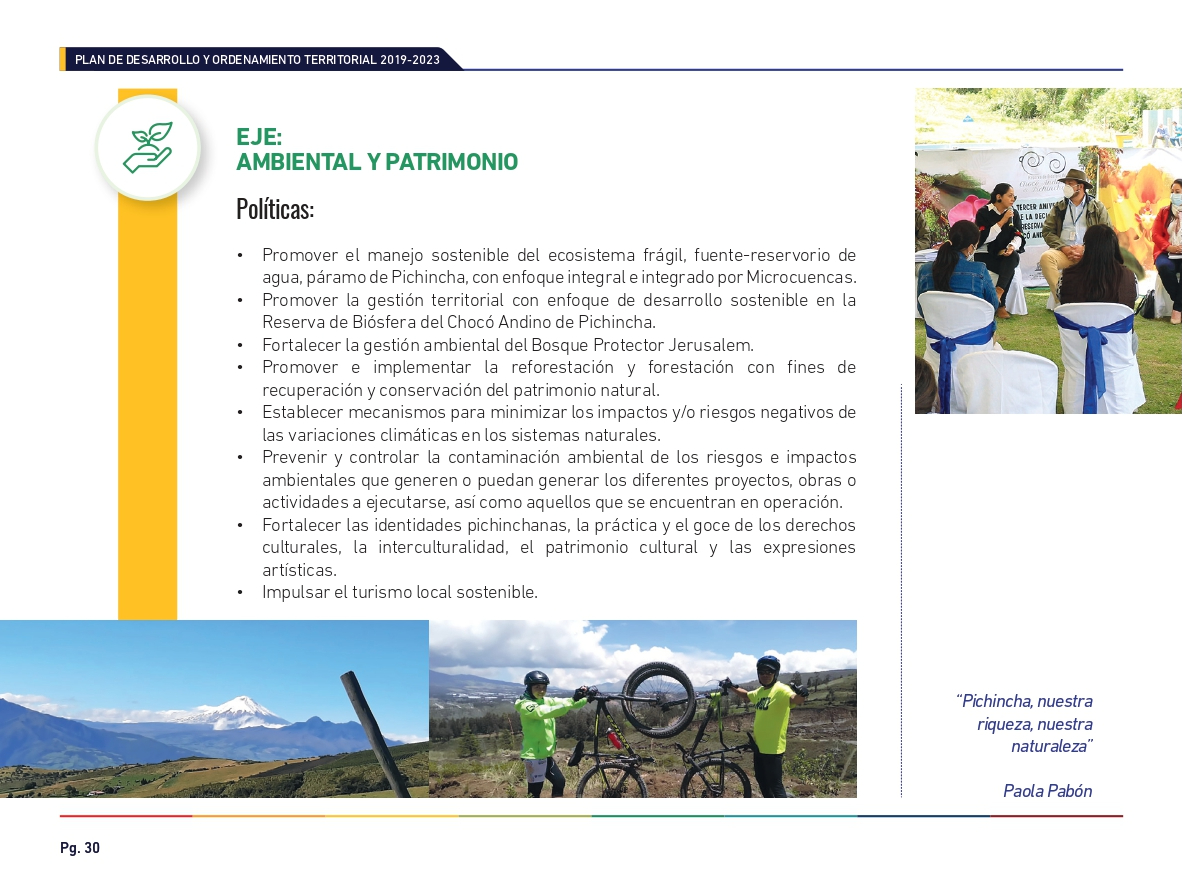 PLAN DE DESARROLLO Y ORDENAMIENTO TERRITORIAL 2019-2023
EJE:
AMBIENTAL Y PATRIMONIO
Políticas:
• Promover el manejo sostenible del ecosistema frágil, fuente-reservorio de
agua, páramo de Pichincha, con enfoque integral e integrado por Microcuencas.
• Promover la gestión territorial con enfoque de desarrollo sostenible en la
Reserva de Biósfera del Chocó Andino de Pichincha.
• Fortalecer la gestión ambiental del Bosque Protector Jerusalem.
• Promover e implementar la reforestación y forestación con fines de
recuperación y conservación del patrimonio natural.
• Establecer mecanismos para minimizar los impactos y/o riesgos negativos de
las variaciones climáticas en los sistemas naturales.
• Prevenir y controlar la contaminación ambiental de los riesgos e impactos
ambientales que generen o puedan generar los diferentes proyectos, obras o
actividades a ejecutarse, así como aquellos que se encuentran en operación.
• Fortalecer las identidades pichinchanas, la práctica y el goce de los derechos
culturales, la interculturalidad, el patrimonio cultural y las expresiones
artísticas.
• Impulsar el turismo local sostenible.
TERCER ANIV
E LA DECLA
RESERVA
CÓ AND
“Pichincha, nuestra
riqueza, nuestra
naturaleza”
Paola Pabón
Pg. 30